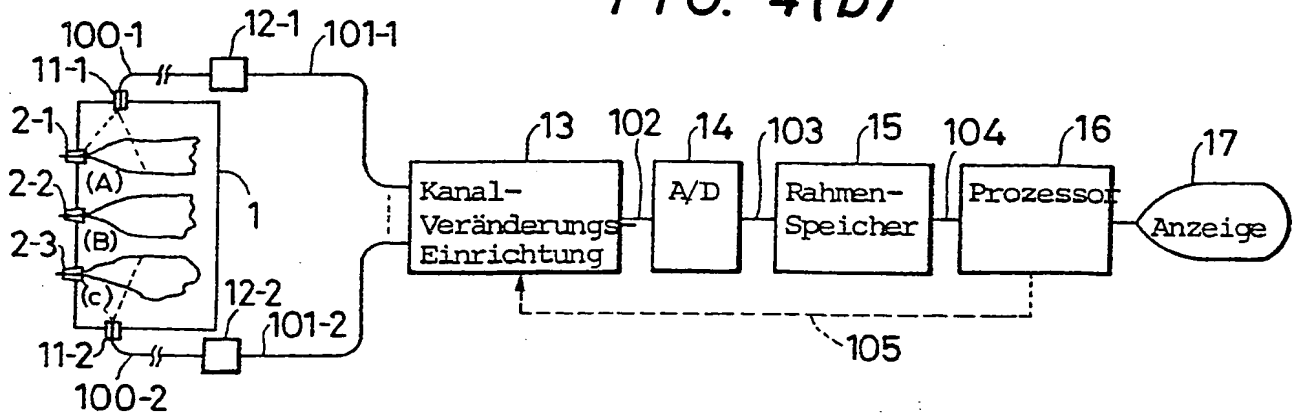 FIG. 4(b)
100-1
12-1
101-1
11-1
2-1
(A)
2-2
(B)
2-3
(C)
1
12-2
101-2
11-2
100-2
13
Kanal-
Veränderungs-
Einrichtung
102
14
A/D
103
15
Rahmen-
Speicher
104
16
Prozessor
17
Anzeige
105